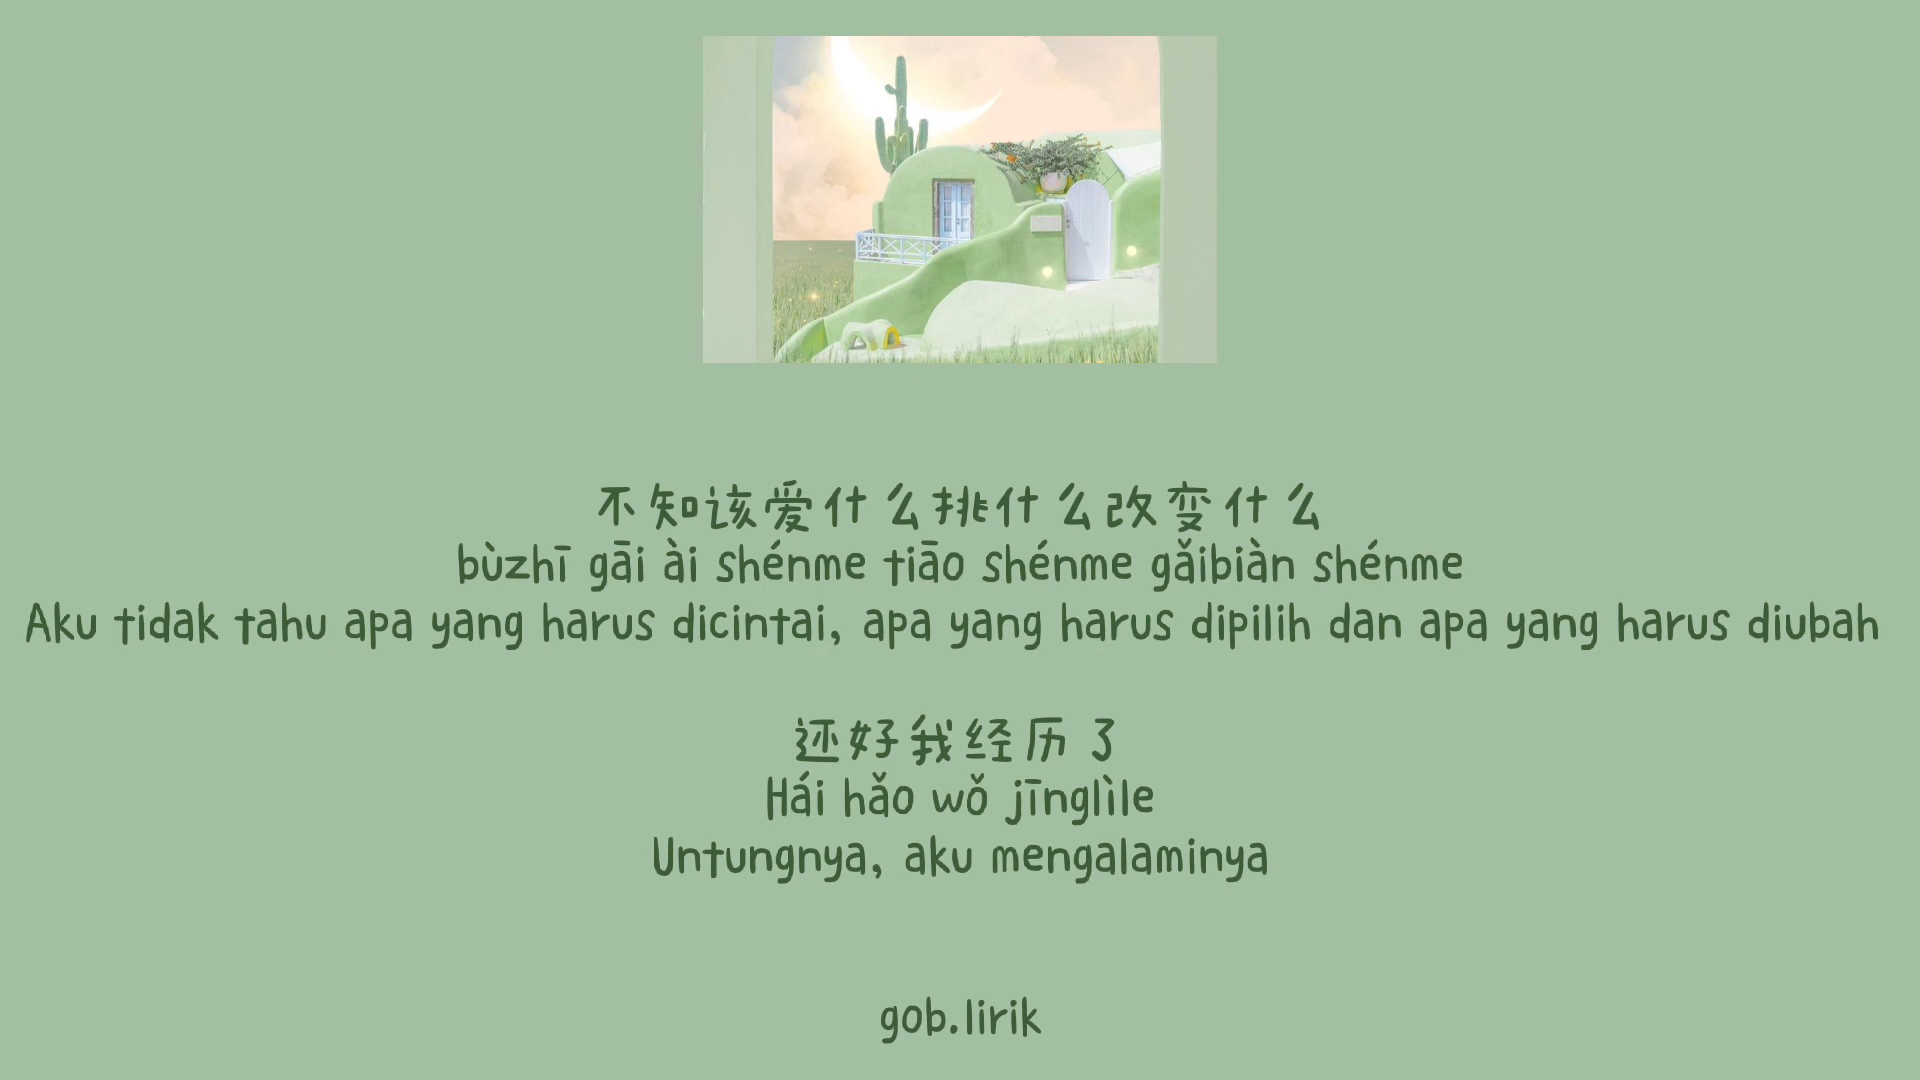 不知该爱什么挑什么改变什么
bùzhī gāi ài shénme tiāo shénme gǎibiàn shénme
Aku tidak tahu apa yang harus dicintai, apa yang harus dipilih dan apa yang harus diubah
还好我经历了
Hái hǎo wǒ jīnglìle
Untungnya, aku mengalaminya
gob.lirik